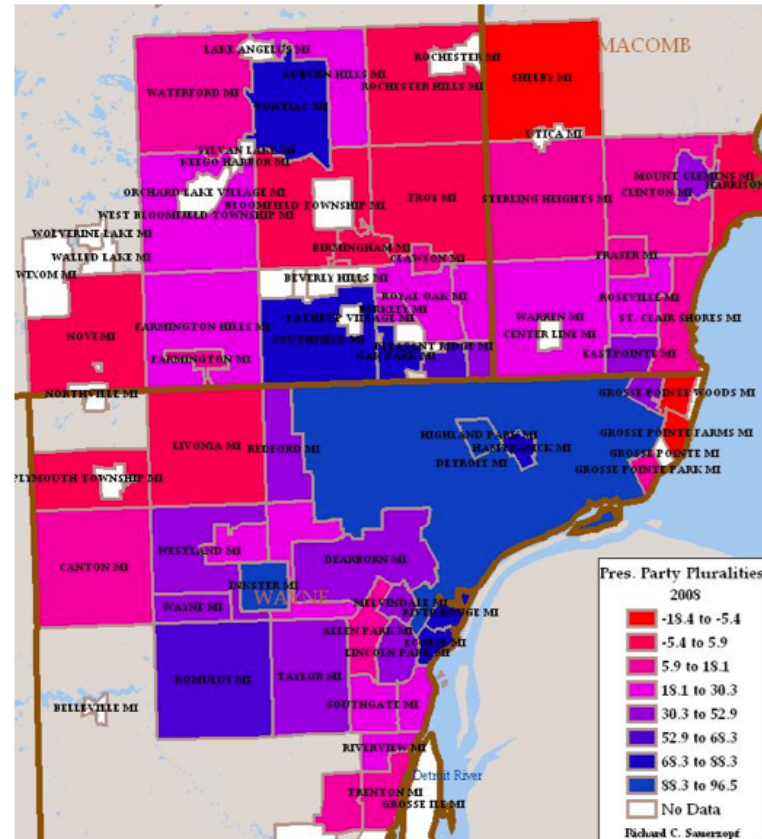 LAKE ANGELUS MI
ROCHESTER MI
MACOMB
AUBURN HILLS MI
SHELBY MI
WATERFORD MI
ROCHESTER HILLS MI
PONTIAC MI
UTICA MI
SYLVAN LAKE MI
KEEGO HARBOR MI
MOUNT CLEMENS MI
CLINTON MI
HARRISON
ORCHARD LAKE VILLAGE MI
BLOOMFIELD TOWNSHIP MI
TROY MI
STERLING HEIGHTS MI
WEST BLOOMFIELD TOWNSHIP MI
WOLVERINE LAKE MI
BIRMINGHAM MI
WALLED LAKE MI
CLAWSON MI
FRASER MI
WIXOM MI
BEVERLY HILLS MI
ROYAL OAK MI
ROSEVILLE MI
BERKLEY MI
LATHRUP VILLAGE MI
WARREN MI
ST. CLAIR SHORES MI
NOVI MI
FARMINGTON HILLS MI
SOUTHFIELD MI
CENTER LINE MI
PLEASANT RIDGE MI
OAK PARK MI
EASTPOINTE MI
FARMINGTON MI
NORTHVILLE MI
GROSSE POINTE WOODS MI
LIVONIA MI
REDFORD MI
HIGHLAND PARK MI
GROSSE POINTE FARMS MI
HAMTRAMCK MI
GROSSE POINTE MI
DETROIT MI
GROSSE POINTE PARK MI
PLYMOUTH TOWNSHIP MI
WESTLAND MI
DEARBORN MI
CANTON MI
INKSTER MI
WAYNE
WAYNE MI
MELVINDALE MI
RIVER ROUGE MI
ALLEN PARK MI
ECORSE MI
LINCOLN PARK MI
ROMULUS MI
TAYLOR MI
BELLEVILLE MI
SOUTHGATE MI
RIVERVIEW MI
Detroit River
TRENTON MI
GROSSE ILE MI
Pres. Party Pluralities
2008
-18.4 to -5.4
-5.4 to 5.9
5.9 to 18.1
18.1 to 30.3
30.3 to 52.9
52.9 to 68.3
68.3 to 88.3
88.3 to 96.5
No Data
Richard C. Sauerzopf